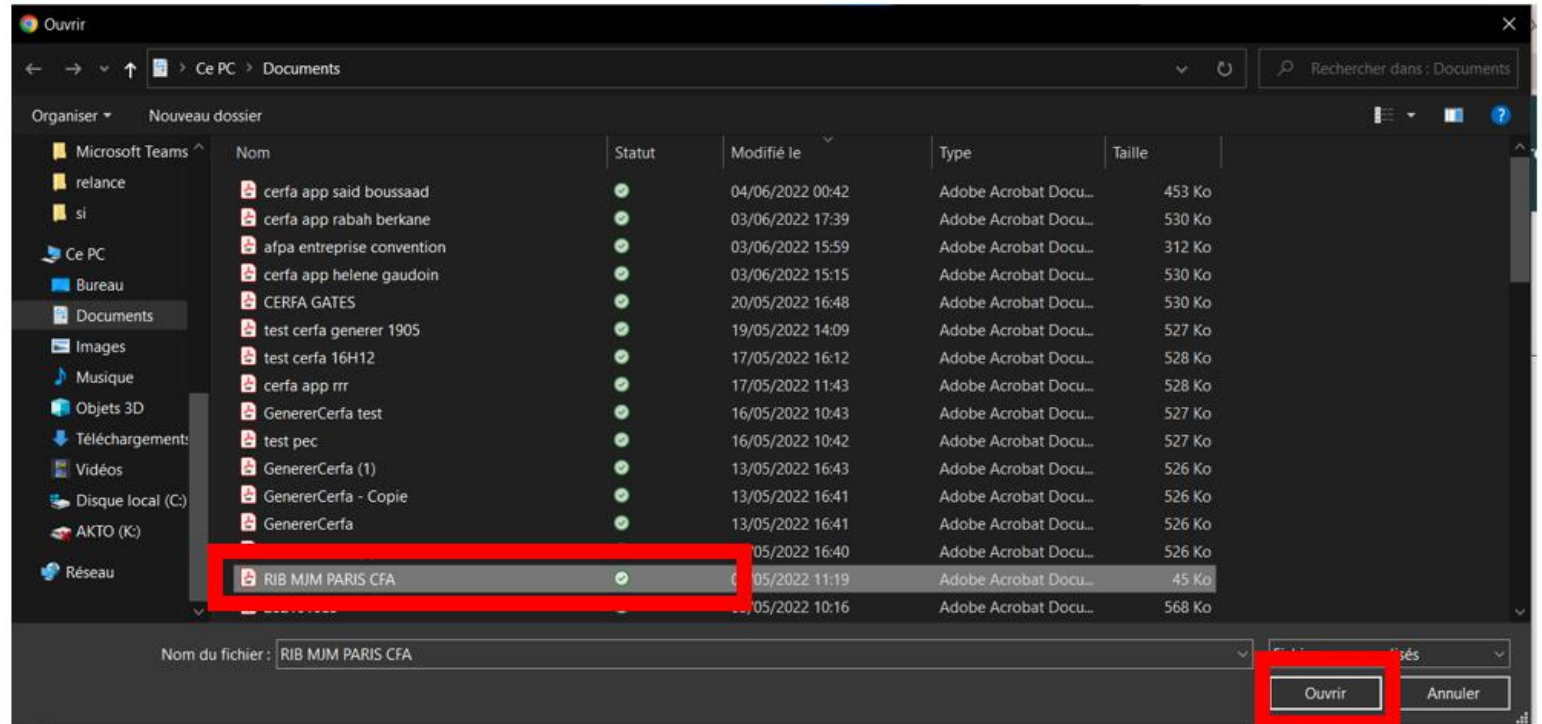 Ouvrir
Ce PC > Documents
Rechercher dans : Documents
Organiser Nouveau dossier
Microsoft Teams
relance
si
Ce PC
Bureau
Documents
Images
Musique
Objets 3D
Téléchargements
Vidéos
Disque local (C:)
AKTO (K:)
Réseau
Nom Statut Modifié le Type Taille
cerfa app said boussaad 04/06/2022 00:42 Adobe Acrobat Docu... 453 Ko
cerfa app rabah berkane 03/06/2022 17:39 Adobe Acrobat Docu... 530 Ko
afpa entreprise convention 03/06/2022 15:59 Adobe Acrobat Docu... 312 Ko
cerfa app helene gaudoin 03/06/2022 15:15 Adobe Acrobat Docu... 530 Ko
CERFA GATES 20/05/2022 16:48 Adobe Acrobat Docu... 530 Ko
test cerfa generer 1905 19/05/2022 14:09 Adobe Acrobat Docu... 527 Ko
test cerfa 16H12 17/05/2022 16:12 Adobe Acrobat Docu... 528 Ko
cerfa app rrr 17/05/2022 11:43 Adobe Acrobat Docu... 528 Ko
GenererCerfa test 16/05/2022 10:43 Adobe Acrobat Docu... 527 Ko
test pec 16/05/2022 10:42 Adobe Acrobat Docu... 527 Ko
GenererCerfa (1) 13/05/2022 16:43 Adobe Acrobat Docu... 526 Ko
GenererCerfa - Copie 13/05/2022 16:41 Adobe Acrobat Docu... 526 Ko
GenererCerfa 13/05/2022 16:41 Adobe Acrobat Docu... 526 Ko
/05/2022 16:40 Adobe Acrobat Docu... 526 Ko
RIB MJM PARIS CFA /05/2022 11:19 Adobe Acrobat Docu... 45 Ko
/05/2022 10:16 Adobe Acrobat Docu... 568 Ko
Nom du fichier : RIB MJM PARIS CFA
Ouvrir Annuler